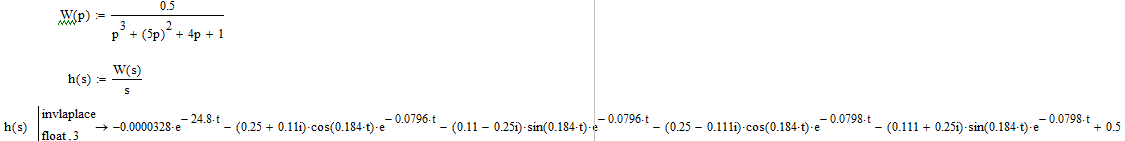 W(p) := 0.5 / (p^3 + (5p)^2 + 4p + 1)
h(s) := W(s) / s
h(s) | invlaplace float ,3 → -0.0000328·e^(-24.8·t) - (0.25 + 0.11i)·cos(0.184·t)·e^(-0.0796·t) - (0.11 - 0.25i)·sin(0.184·t)·e^(-0.0796·t) - (0.25 - 0.111i)·cos(0.184·t)·e^(-0.0798·t) - (0.111 + 0.25i)·sin(0.184·t)·e^(-0.0798·t) + 0.5